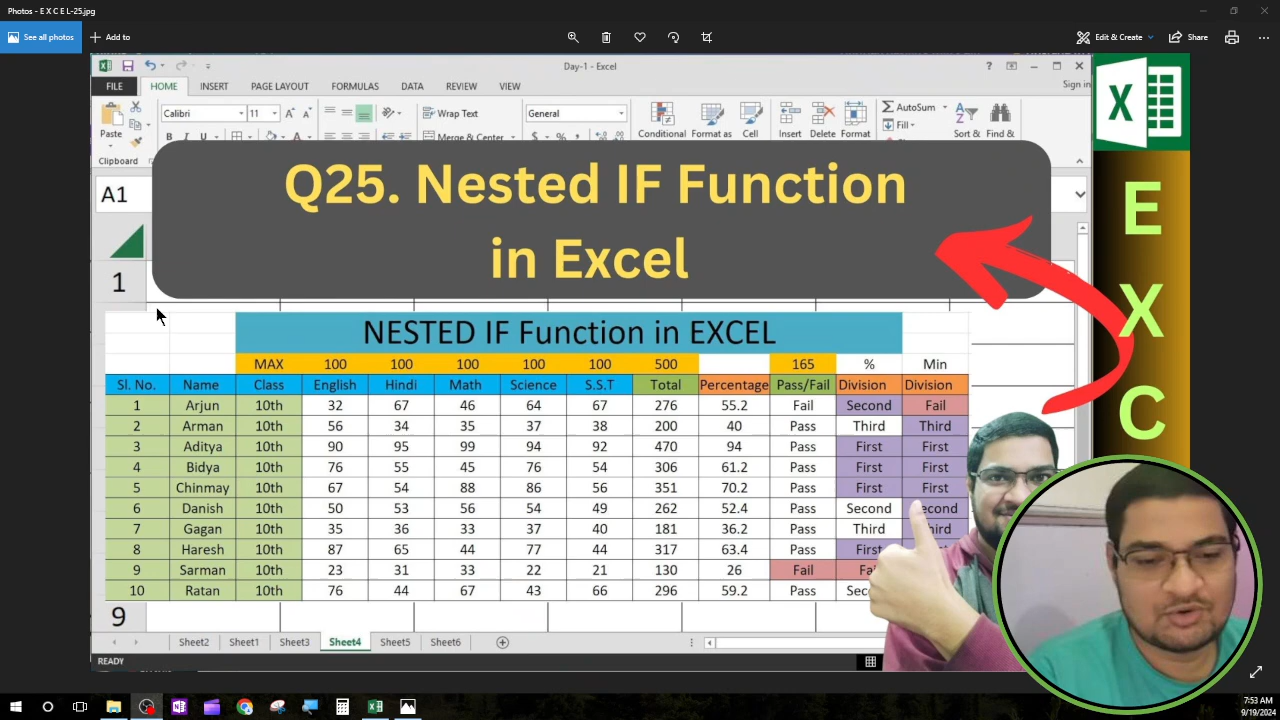 Photos - E X C E L-25.jpg
See all photos
Add to
Edit & Create
Share
Day-1 - Excel
Sign in
FILE HOME INSERT PAGE LAYOUT FORMULAS DATA REVIEW VIEW
Calibri 11 Wrap Text General AutoSum
Paste B I U Merge & Center $ % Conditional Format as Cell Insert Delete Format Fill Sort & Find &
Clipboard
A1
Q25. Nested IF Function
in Excel
1
E
X
C
NESTED IF Function in EXCEL
MAX 100 100 100 100 100 500 165 % Min
Sl. No. Name Class English Hindi Math Science S.S.T Total Percentage Pass/Fail Division Division
1 Arjun 10th 32 67 46 64 67 276 55.2 Fail Second Fail
2 Arman 10th 56 34 35 37 38 200 40 Pass Third Third
3 Aditya 10th 90 95 99 94 92 470 94 Pass First First
4 Bidya 10th 76 55 45 76 54 306 61.2 Pass First First
5 Chinmay 10th 67 54 88 86 56 351 70.2 Pass First First
6 Danish 10th 50 53 56 54 49 262 52.4 Pass Second
7 Gagan 10th 35 36 33 37 40 181 36.2 Pass Third
8 Haresh 10th 87 65 44 77 44 317 63.4 Pass First
9 Sarman 10th 23 31 33 22 21 130 26 Fail
10 Ratan 10th 76 44 67 43 66 296 59.2 Pass
9
Sheet2 Sheet1 Sheet3 Sheet4 Sheet5 Sheet6
READY
7:53 AM
9/19/2024